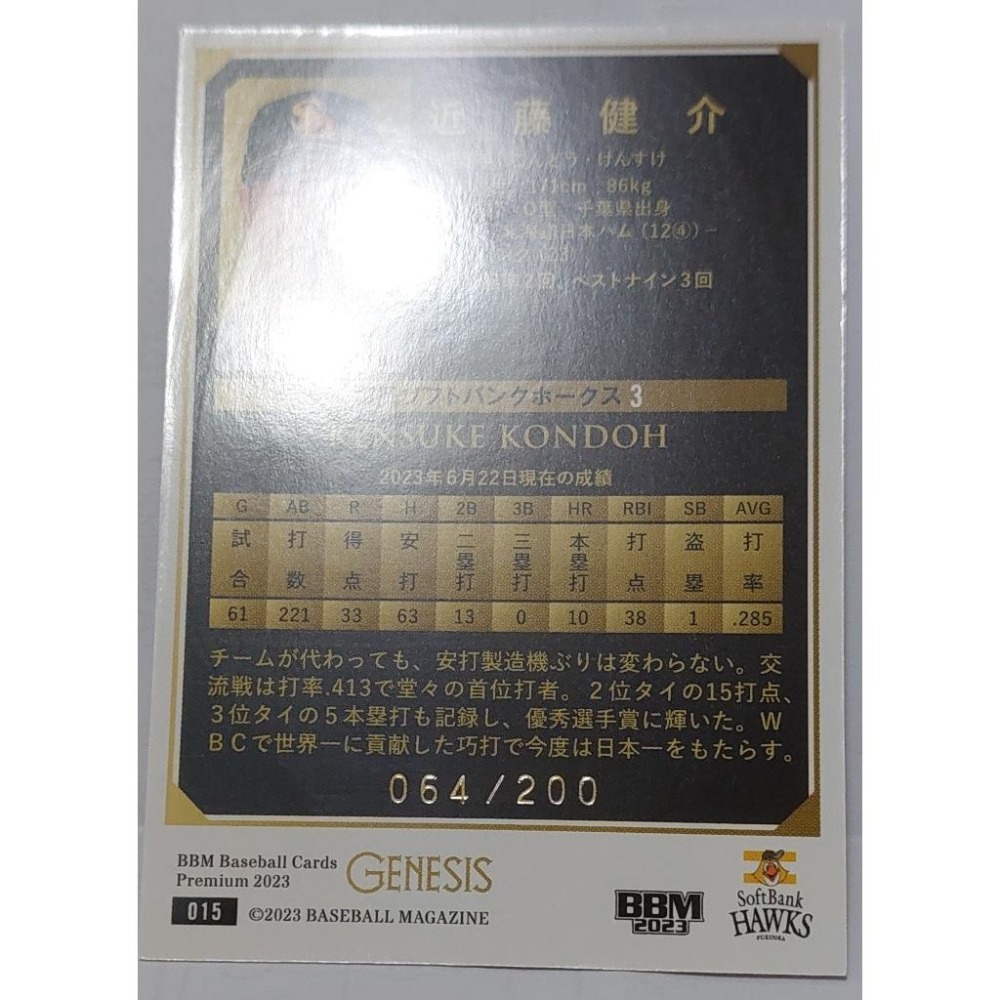 近藤健介
こんどう・けんすけ
171cm 86kg
O型 千葉県出身
日本ハム (12④)-
2回、ベストナイン3回
ソフトバンクホークス 3
KENSUKE KONDOH
2023年6月22日現在の成績
G AB R H 2B 3B HR RBI SB AVG
試合 打数 得点 安打 二塁打 三塁打 本塁打 打点 盗塁 打率
61 221 33 63 13 0 10 38 1 .285
チームが代わっても、安打製造機ぶりは変わらない。交
流戦は打率.413で堂々の首位打者。2位タイの15打点、
3位タイの5本塁打も記録し、優秀選手賞に輝いた。W
BCで世界一に貢献した巧打で今度は日本一をもたらす。
064/200
BBM Baseball Cards
Premium 2023
GENESIS
015 ©2023 BASEBALL MAGAZINE
BBM
2023
SoftBank
HAWKS
FUKUOKA